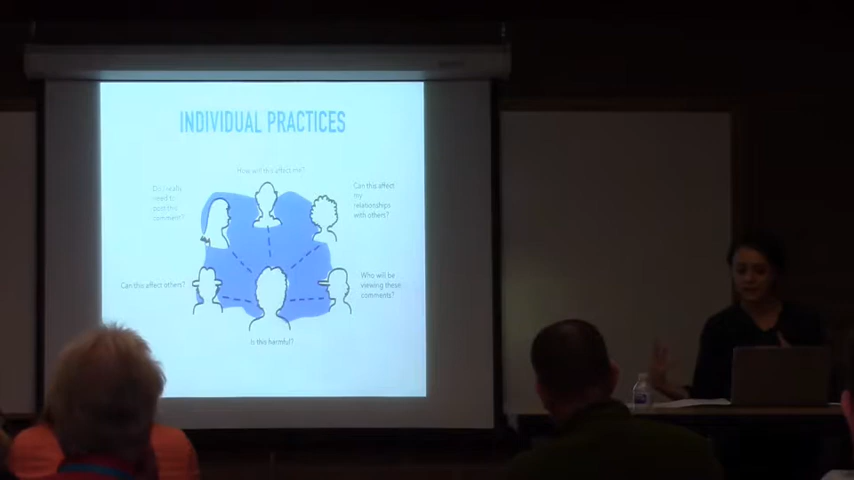 INDIVIDUAL PRACTICES
How will this affect me?
Do I really
need to
post this
comment?
Can this affect
my
relationships
with others?
Can this affect others?
Who will be
viewing these
comments?
Is this harmful?